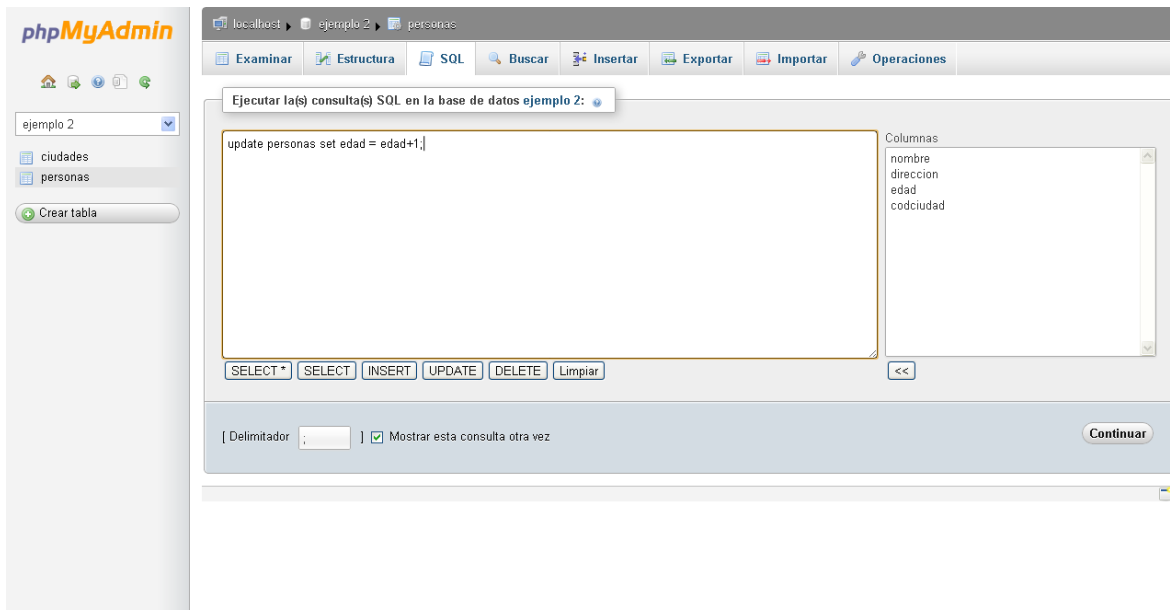 phpMyAdmin
localhost ▸ ejemplo 2 ▸ personas
Examinar Estructura SQL Buscar Insertar Exportar Importar Operaciones
ejemplo 2
ciudades
personas
Crear tabla
Ejecutar la(s) consulta(s) SQL en la base de datos ejemplo 2:
update personas set edad = edad+1;
Columnas
nombre
direccion
edad
codciudad
SELECT * SELECT INSERT UPDATE DELETE Limpiar
<<
[ Delimitador ; ] Mostrar esta consulta otra vez
Continuar